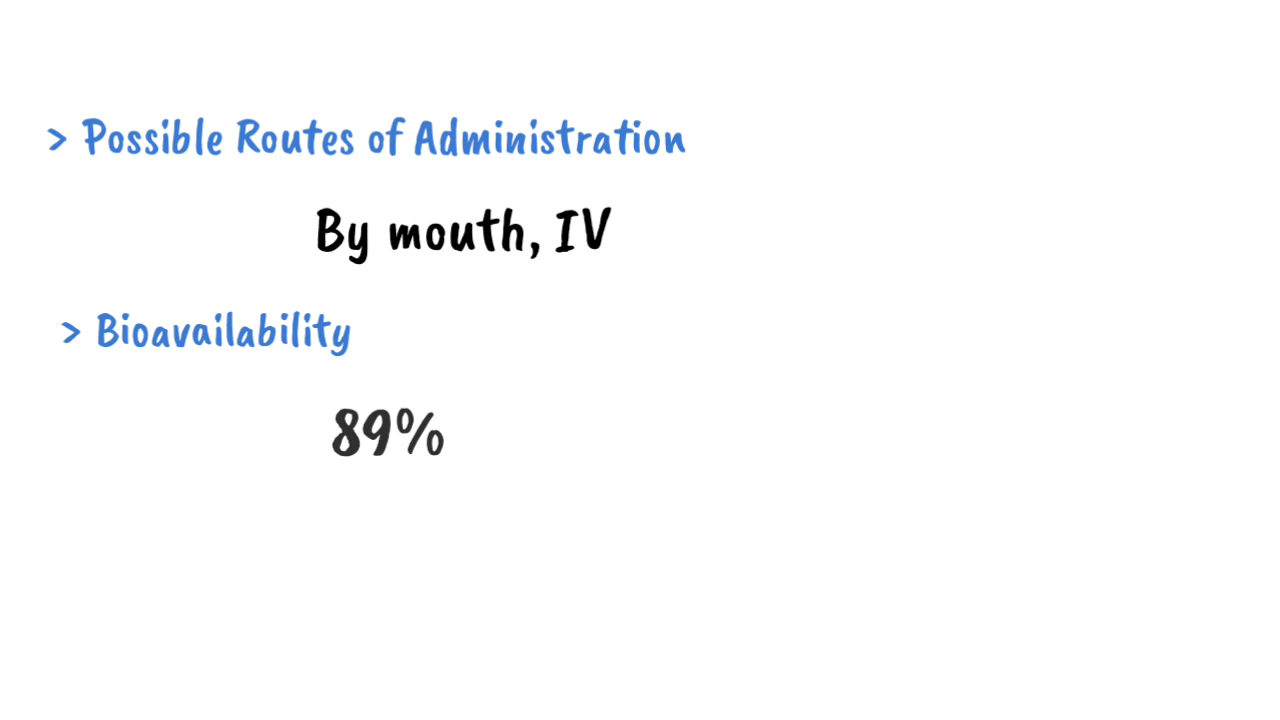 > Possible Routes of Administration
By mouth, IV
> Bioavailability
89%